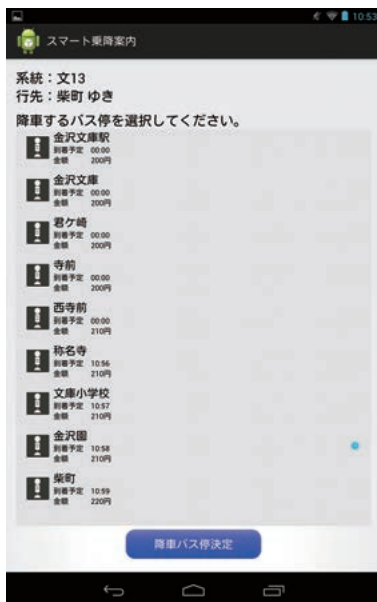 10:53
スマート乗降案内
系統：文13
行先：柴町 ゆき
降車するバス停を選択してください。
金沢文庫駅
到着予定 00:00
金額 200円
金沢文庫
到着予定 00:00
金額 200円
君ケ崎
到着予定 00:00
金額 200円
寺前
到着予定 00:00
金額 200円
西寺前
到着予定 00:00
金額 210円
称名寺
到着予定 10:56
金額 210円
文庫小学校
到着予定 10:57
金額 210円
金沢園
到着予定 10:58
金額 210円
柴町
到着予定 10:59
金額 220円
降車バス停決定